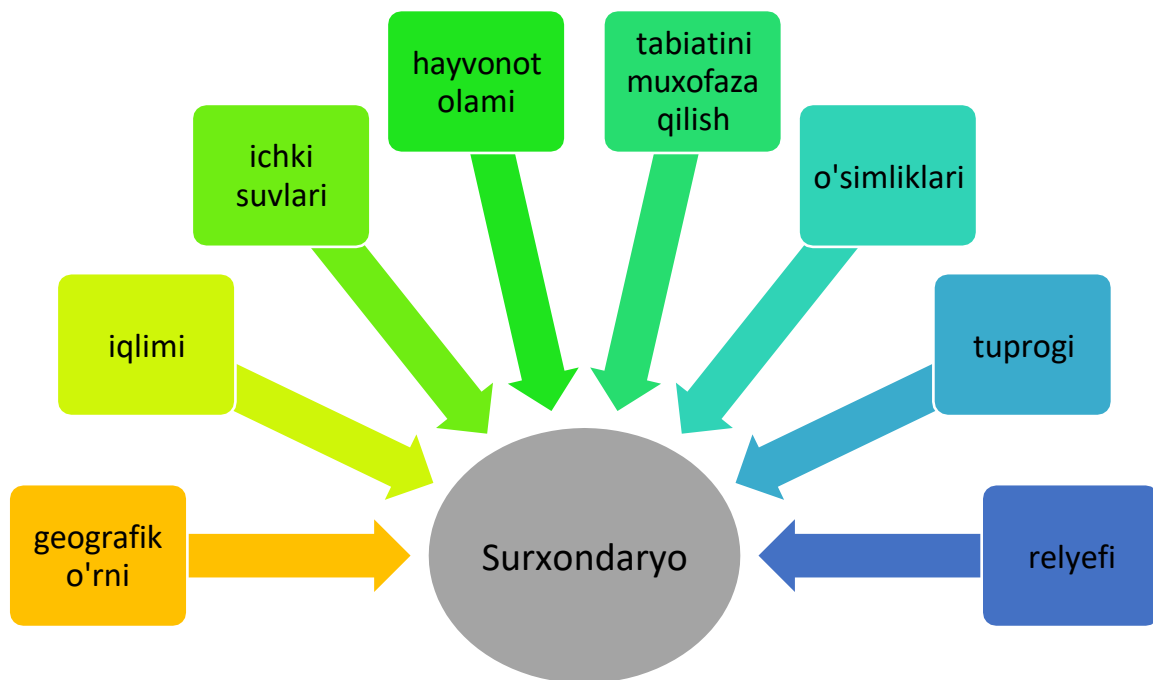 geografik
o'rni
iqlimi
ichki
suvlari
hayvonot
olami
tabiatini
muxofaza
qilish
o'simliklari
tuprogi
relyefi
Surxondaryo